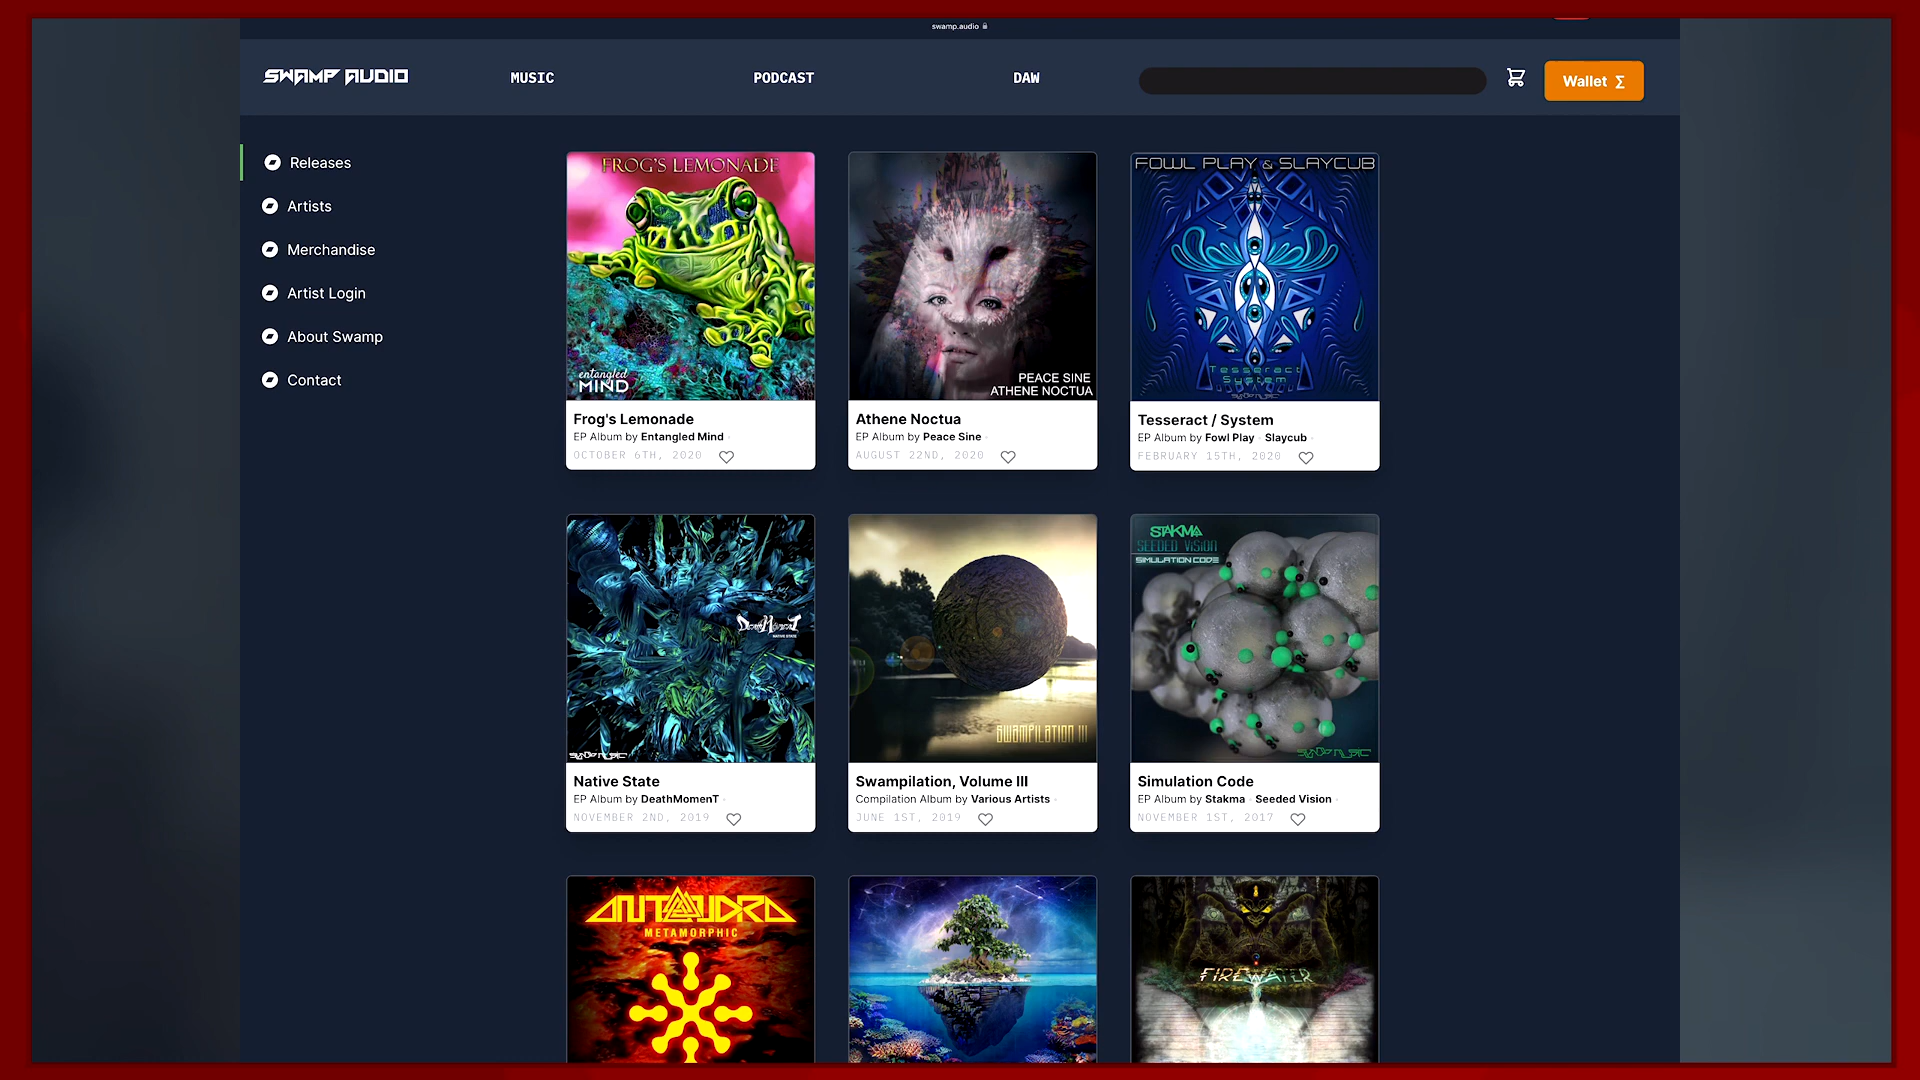 swamp.audio
SWAMP AUDIO
MUSIC
PODCAST
DAW
Wallet Σ
Releases
Artists
Merchandise
Artist Login
About Swamp
Contact
FROG'S LEMONADE
entangled
MIND
Frog's Lemonade
EP Album by Entangled Mind
OCTOBER 6TH, 2020
PEACE SINE
ATHENE NOCTUA
Athene Noctua
EP Album by Peace Sine
AUGUST 22ND, 2020
FOWL PLAY & SLAYCUB
Tesseract
System
Tesseract / System
EP Album by Fowl Play · Slaycub
FEBRUARY 15TH, 2020
DeathMomenT
NATIVE STATE
Native State
EP Album by DeathMomenT
NOVEMBER 2ND, 2019
SWAMPILATION III
Swampilation, Volume III
Compilation Album by Various Artists
JUNE 1ST, 2019
STAKMA
SEEDED VISION
SIMULATION CODE
Simulation Code
EP Album by Stakma · Seeded Vision
NOVEMBER 1ST, 2017
ANTANDRA
METAMORPHIC
FIREWATER